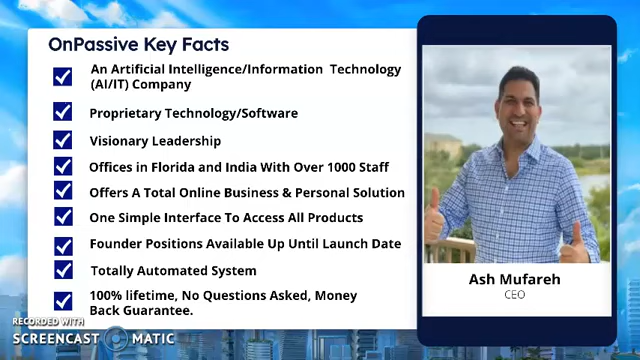 OnPassive Key Facts
An Artificial Intelligence/Information Technology
(AI/IT) Company
Proprietary Technology/Software
Visionary Leadership
Offices in Florida and India With Over 1000 Staff
Offers A Total Online Business & Personal Solution
One Simple Interface To Access All Products
Founder Positions Available Up Until Launch Date
Totally Automated System
100% lifetime, No Questions Asked, Money
Back Guarantee.
Ash Mufareh
CEO
RECORDED WITH
SCREENCAST MATIC